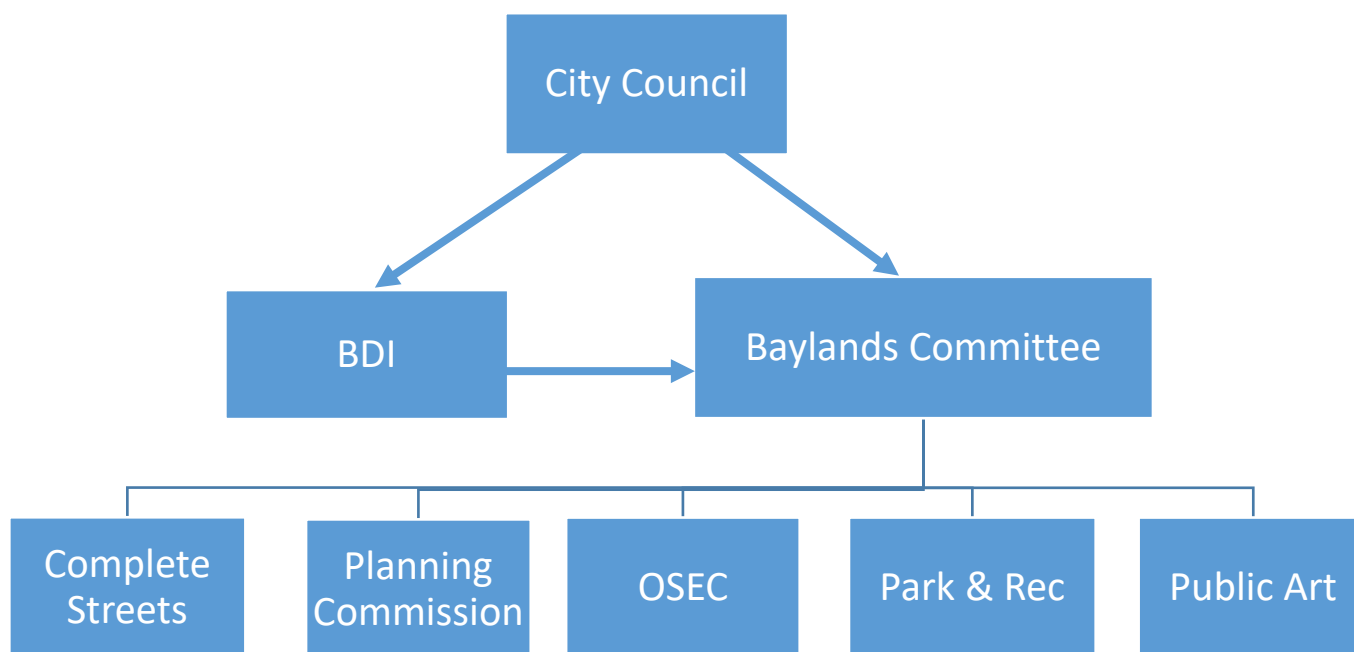 City Council
BDI
Baylands Committee
Complete
Streets
Planning
Commission
OSEC
Park & Rec
Public Art